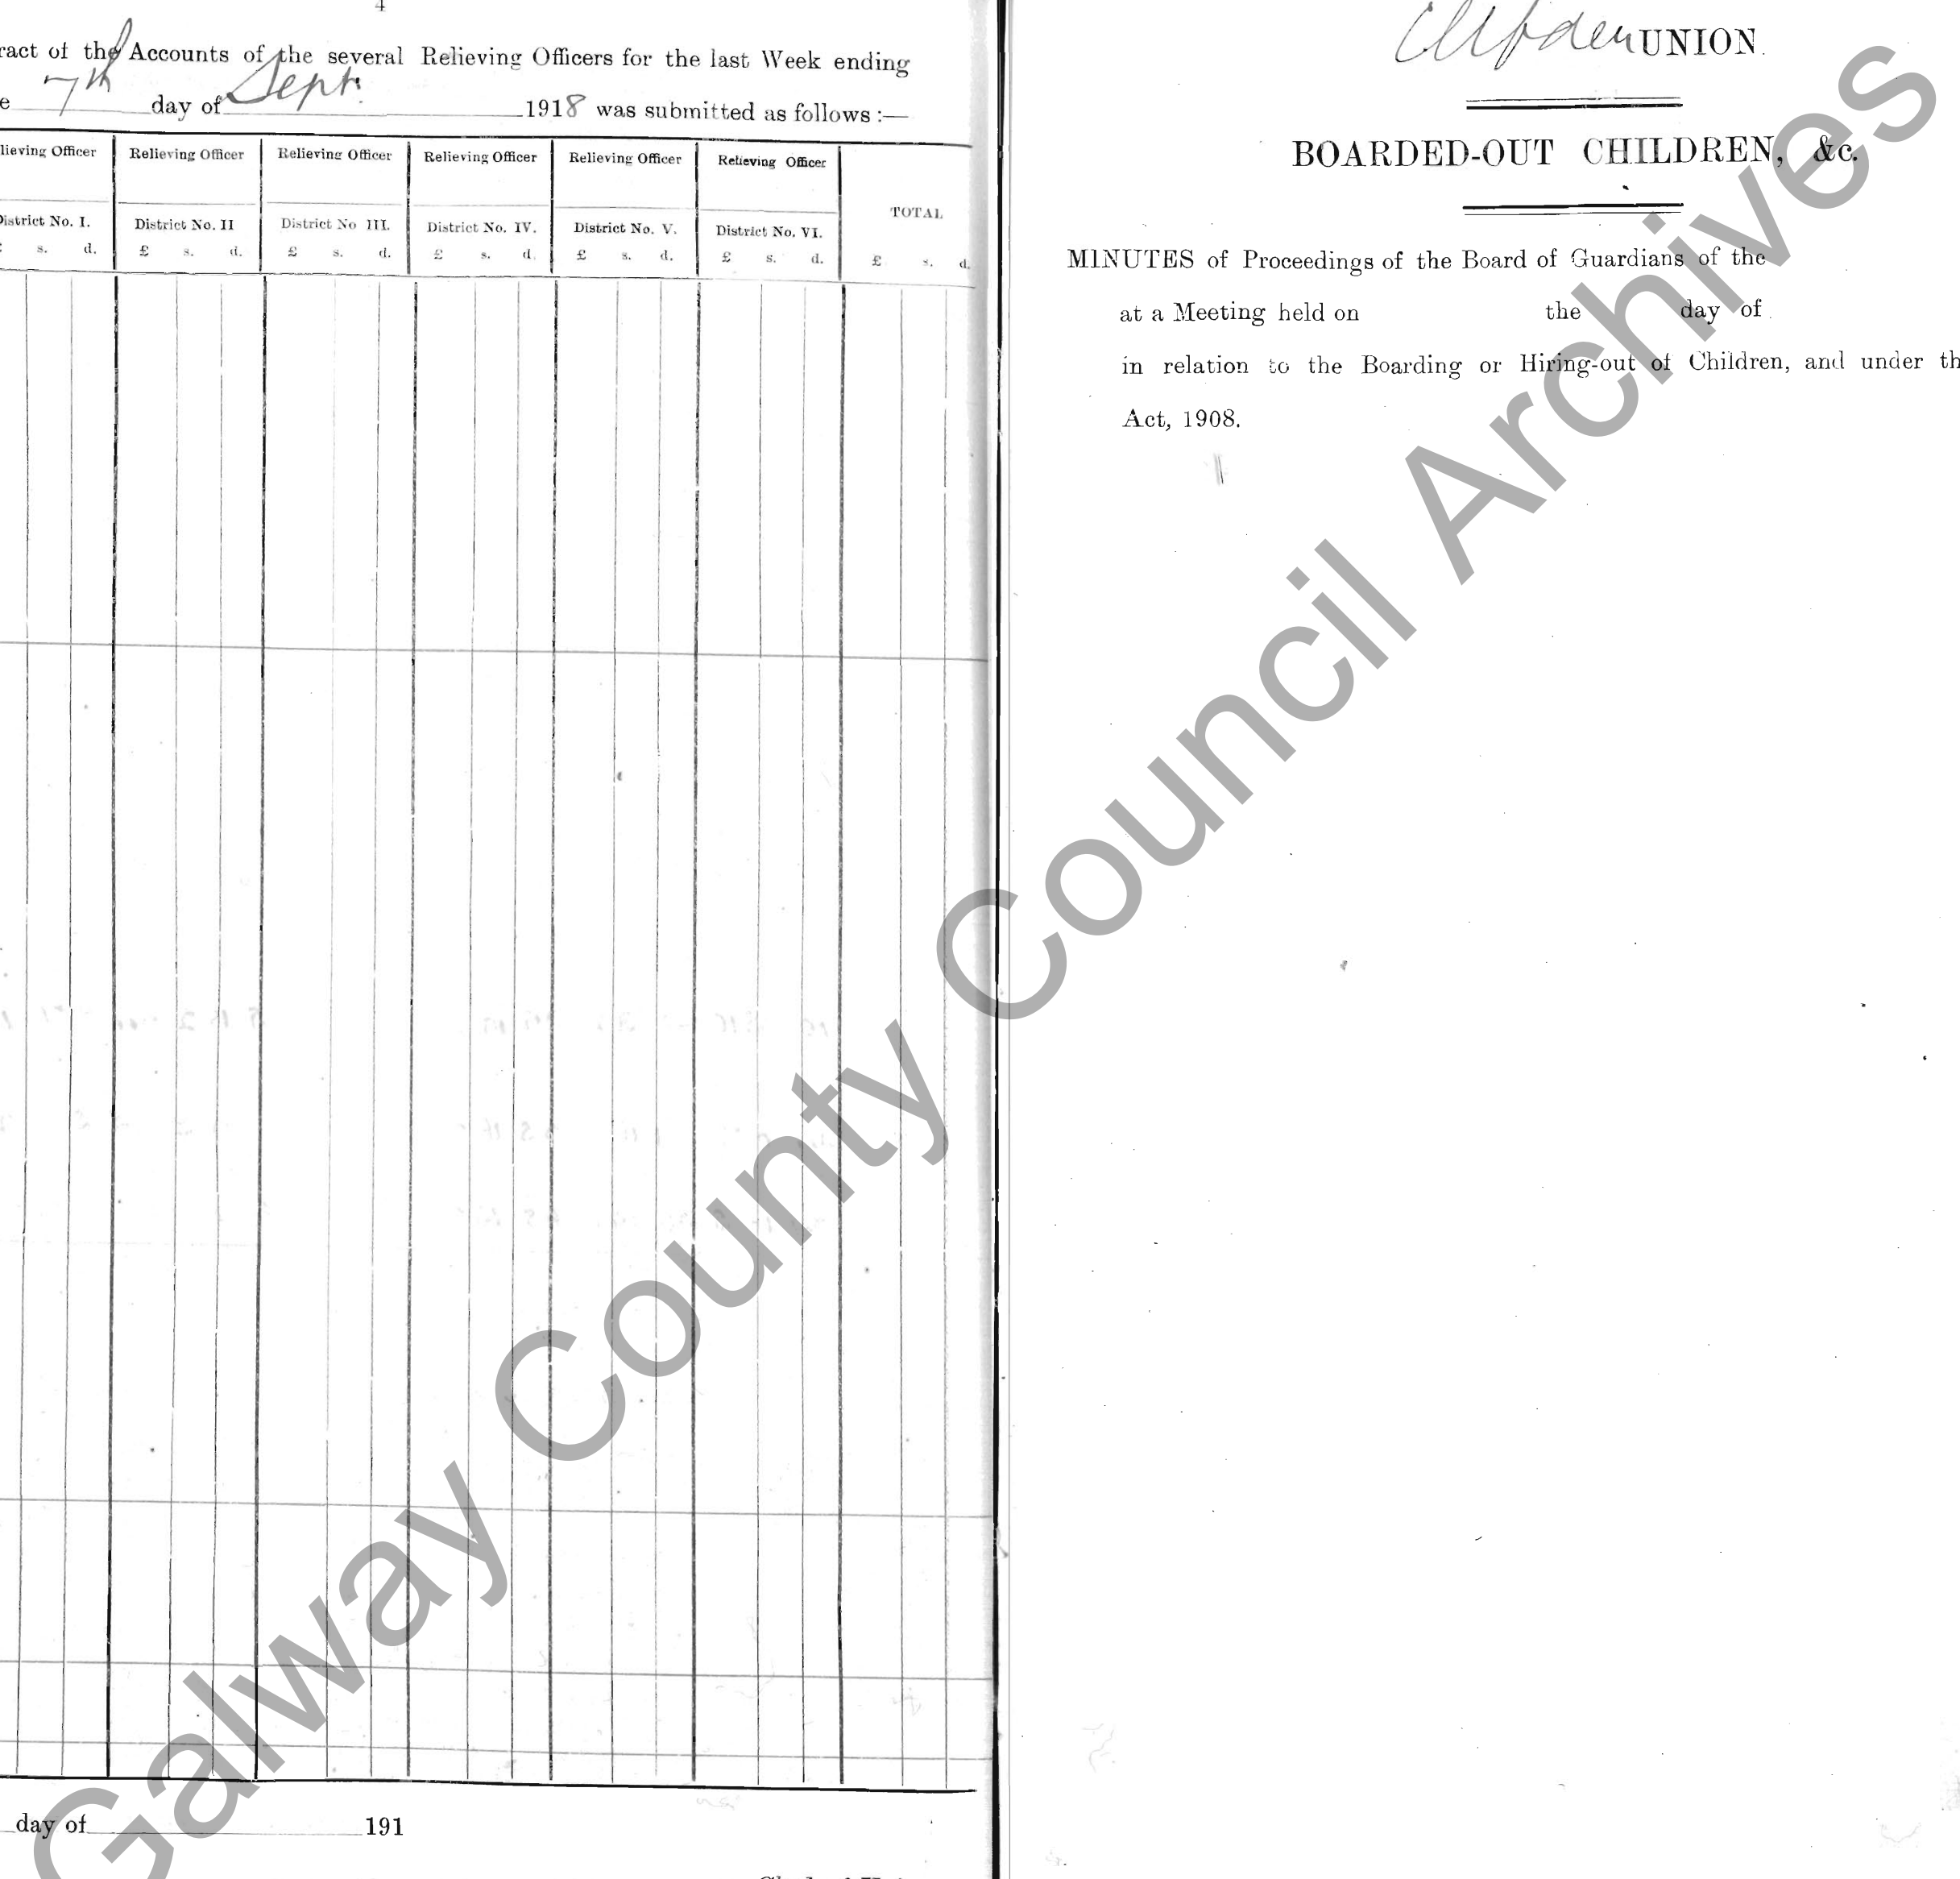 4
ract of the Accounts of the several Relieving Officers for the last Week ending
e 7th day of Sept. 1918 was submitted as follows :—
lieving Officer Relieving Officer Relieving Officer Relieving Officer Relieving Officer Relieving Officer
TOTAL
District No. I. District No. II District No III. District No. IV. District No. V. District No. VI.
£ s. d. £ s. d. £ s. d. £ s. d. £ s. d. £ s. d. £ s. d.
day of 191
Clifden UNION.
BOARDED-OUT CHILDREN, &c.
MINUTES of Proceedings of the Board of Guardians of the
at a Meeting held on the day of
in relation to the Boarding or Hiring-out of Children, and under th
Act, 1908.
Galway County Council Archives